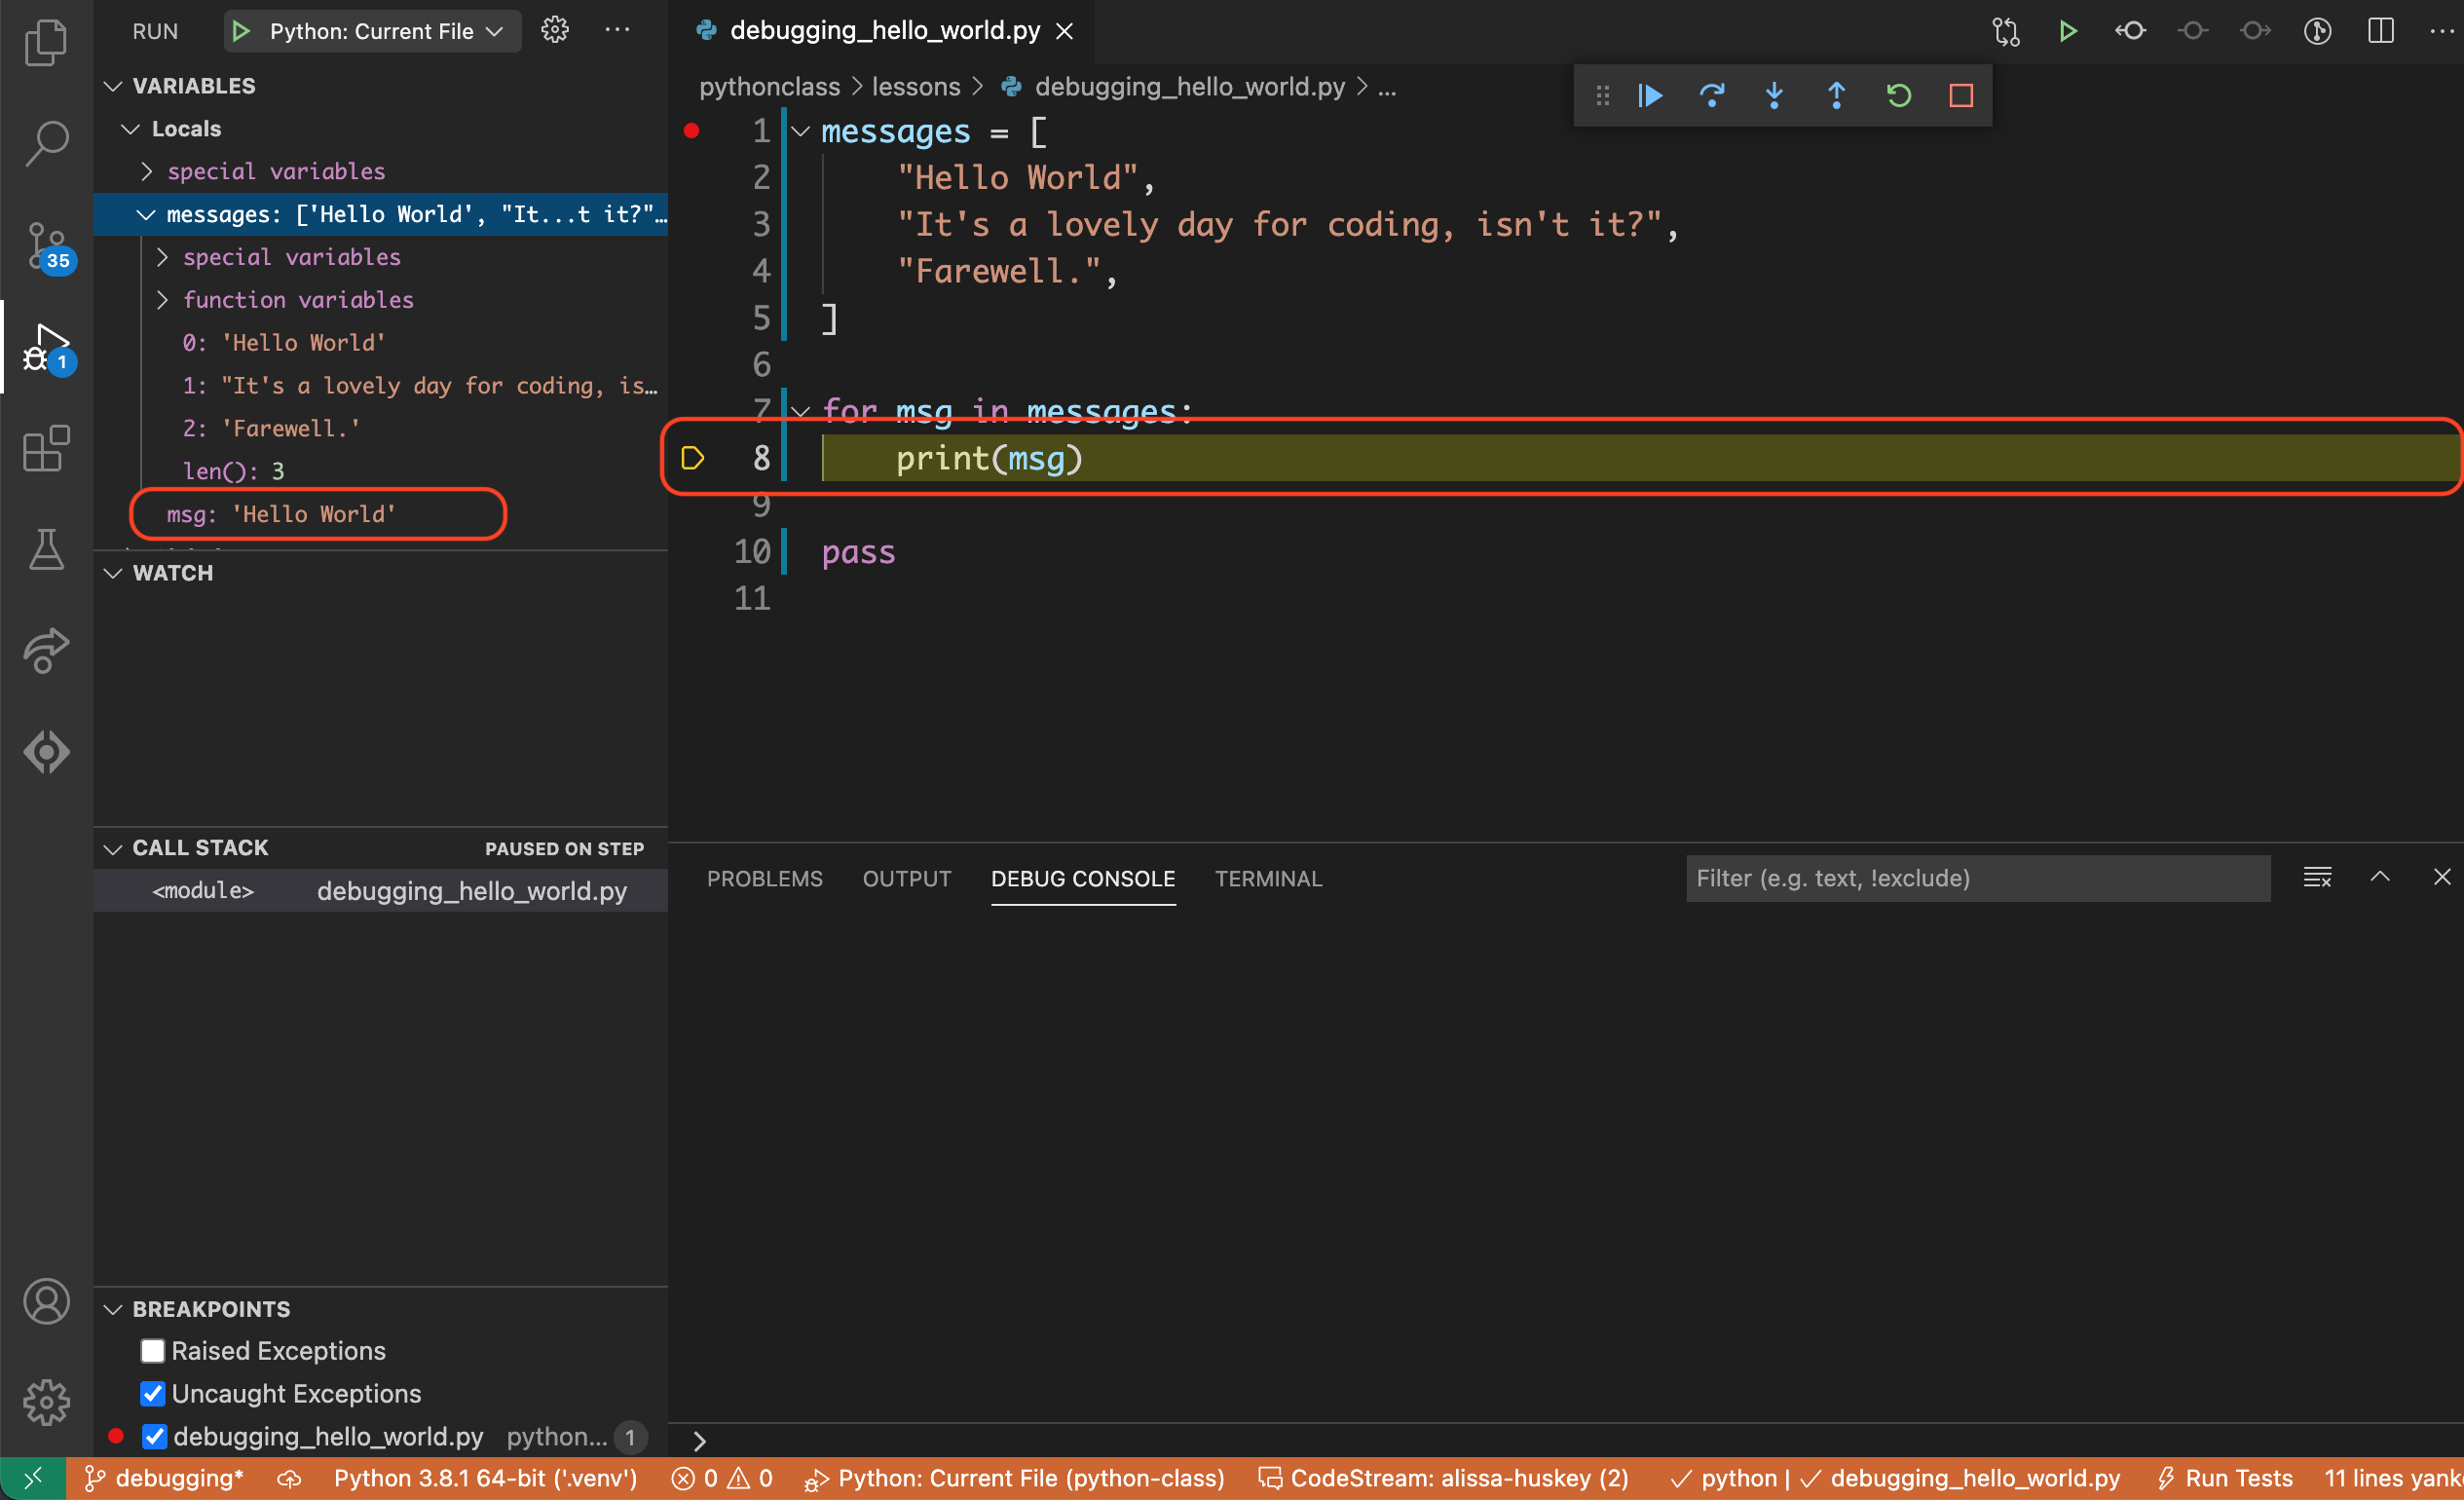 RUN Python: Current File ...
VARIABLES
Locals
special variables
messages: ['Hello World', "It...t it?"…
special variables
function variables
0: 'Hello World'
1: "It's a lovely day for coding, is…
2: 'Farewell.'
len(): 3
msg: 'Hello World'
WATCH
CALL STACK PAUSED ON STEP
<module> debugging_hello_world.py
BREAKPOINTS
Raised Exceptions
Uncaught Exceptions
debugging_hello_world.py python... 1
35
1
debugging_hello_world.py
pythonclass > lessons > debugging_hello_world.py > ...
1 messages = [
2 "Hello World",
3 "It's a lovely day for coding, isn't it?",
4 "Farewell.",
5 ]
6
7 for msg in messages:
8 print(msg)
9
10 pass
11
PROBLEMS OUTPUT DEBUG CONSOLE TERMINAL Filter (e.g. text, !exclude)
debugging* Python 3.8.1 64-bit ('.venv') 0 0 Python: Current File (python-class) CodeStream: alissa-huskey (2) python | debugging_hello_world.py Run Tests 11 lines yank